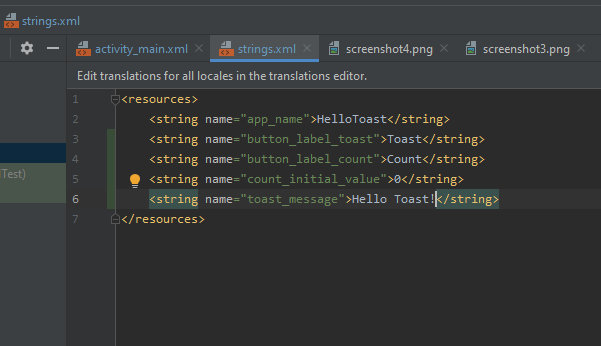 strings.xml
activity_main.xml strings.xml screenshot4.png screenshot3.png
Edit translations for all locales in the translations editor.
1 <resources>
2 <string name="app_name">HelloToast</string>
3 <string name="button_label_toast">Toast</string>
4 <string name="button_label_count">Count</string>
5 <string name="count_initial_value">0</string>
Test)
6 <string name="toast_message">Hello Toast!</string>
7 </resources>